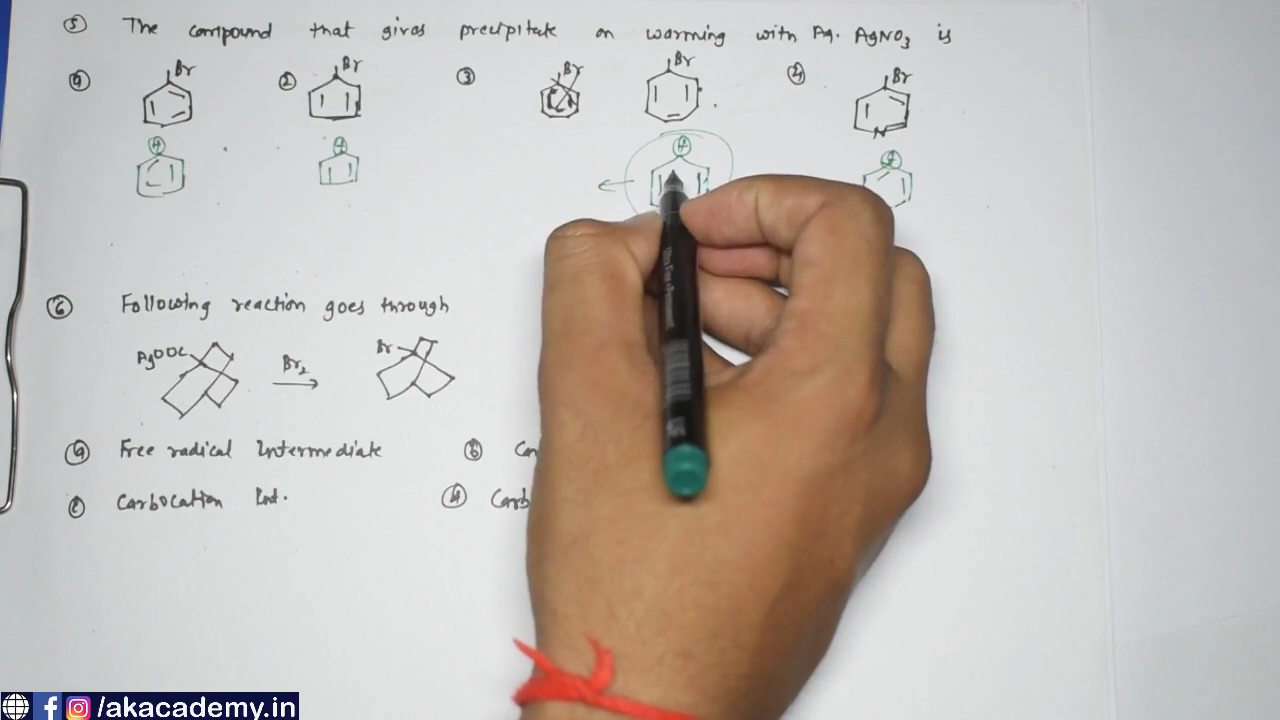 ⑤ The compound that gives precipitate on warming with Aq. AgNO3 is
① Br ② Br ③ Br Br ④ Br
N
⊕ ⊕ ⊕ ⊕
⑥ Following reaction goes through
AgOOC Br2 Br
ⓐ Free radical Intermediate ⓑ
ⓒ Carbocation Int. ⓓ Carb
/akacademy.in